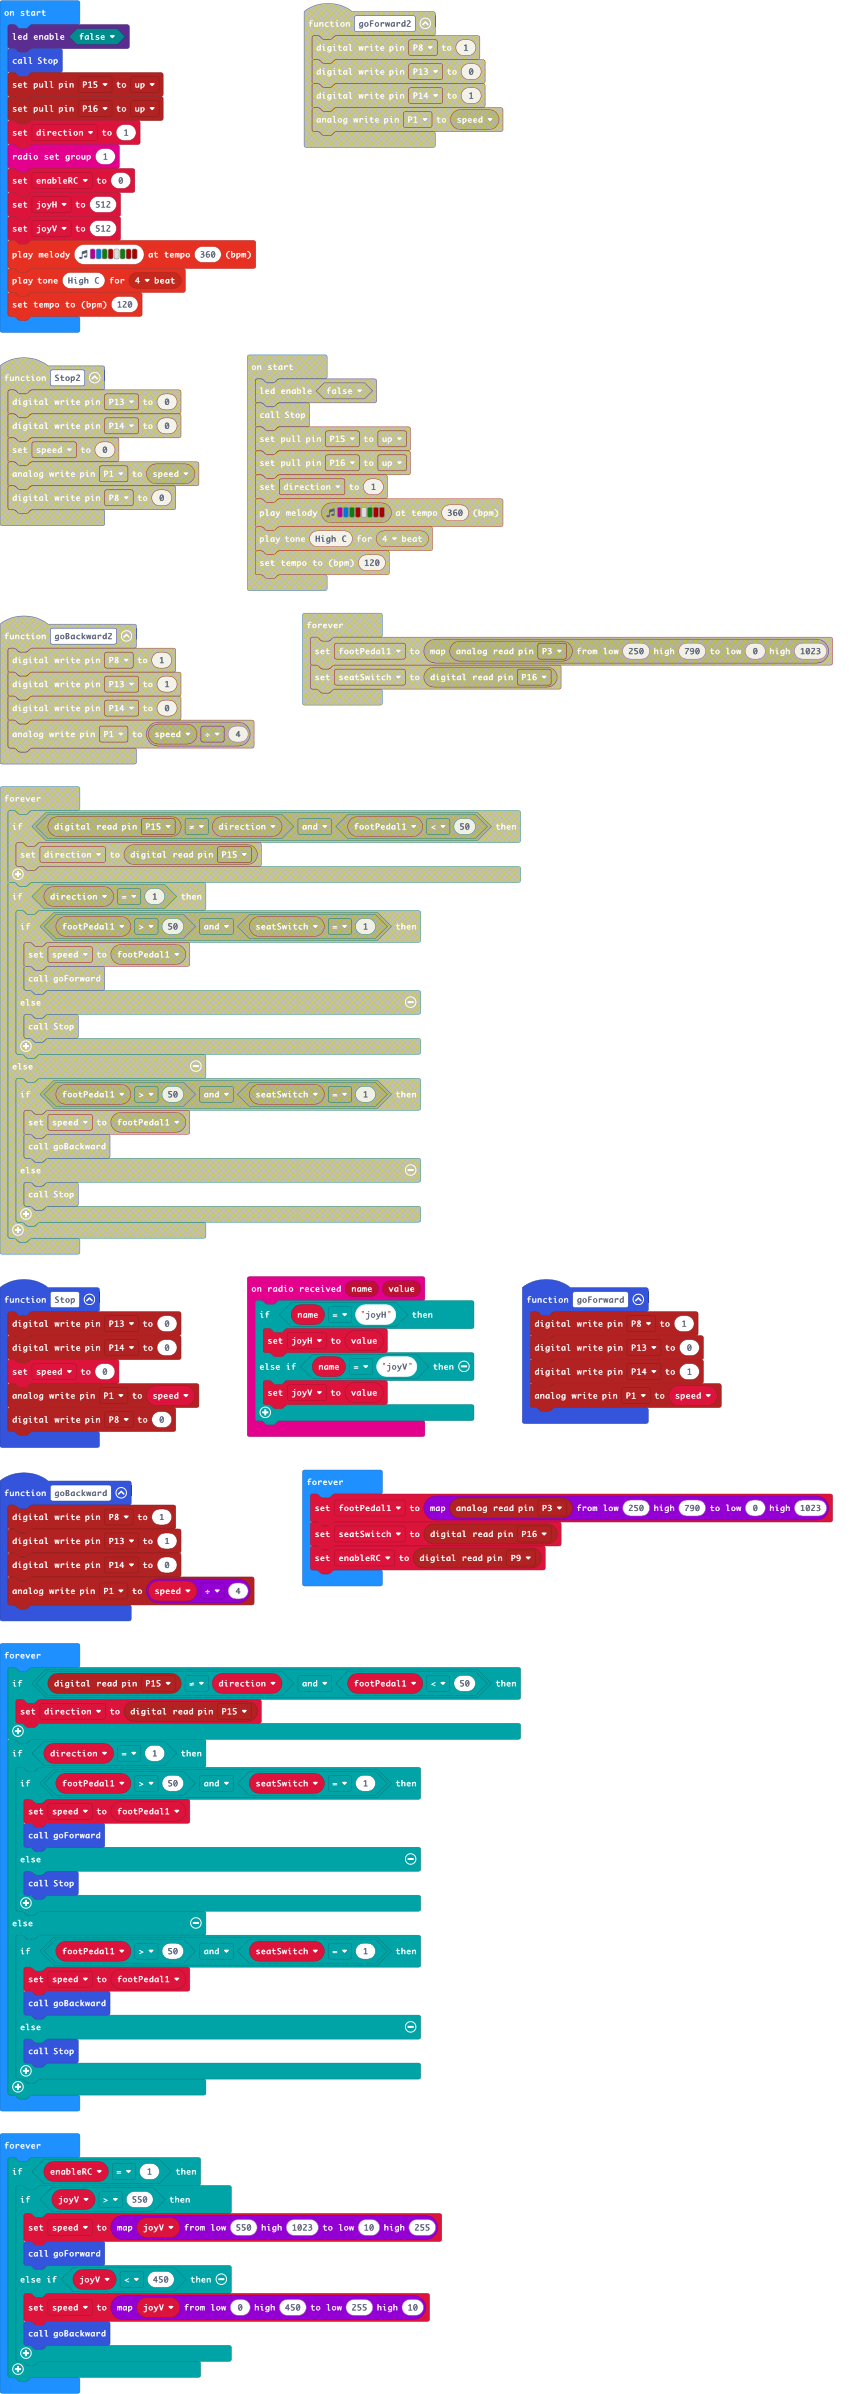 on start
led enable false
call Stop
set pull pin P15 to up
set pull pin P16 to up
set direction to 1
radio set group 1
set enableRC to 0
set joyH to 512
set joyV to 512
play melody at tempo 360 (bpm)
play tone High C for 4 beat
set tempo to (bpm) 120
function goForward2
digital write pin P8 to 1
digital write pin P13 to 0
digital write pin P14 to 1
analog write pin P1 to speed
function Stop2
digital write pin P13 to 0
digital write pin P14 to 0
set speed to 0
analog write pin P1 to speed
digital write pin P8 to 0
on start
led enable false
call Stop
set pull pin P15 to up
set pull pin P16 to up
set direction to 1
play melody at tempo 360 (bpm)
play tone High C for 4 beat
set tempo to (bpm) 120
function goBackward2
digital write pin P8 to 1
digital write pin P13 to 1
digital write pin P14 to 0
analog write pin P1 to speed ÷ 4
forever
set footPedal1 to map analog read pin P3 from low 250 high 790 to low 0 high 1023
set seatSwitch to digital read pin P16
forever
if digital read pin P15 ≠ direction and footPedal1 < 50 then
set direction to digital read pin P15
if direction = 1 then
if footPedal1 > 50 and seatSwitch = 1 then
set speed to footPedal1
call goForward
else
call Stop
else
if footPedal1 > 50 and seatSwitch = 1 then
set speed to footPedal1
call goBackward
else
call Stop
function Stop
digital write pin P13 to 0
digital write pin P14 to 0
set speed to 0
analog write pin P1 to speed
digital write pin P8 to 0
on radio received name value
if name = "joyH" then
set joyH to value
else if name = "joyV" then
set joyV to value
function goForward
digital write pin P8 to 1
digital write pin P13 to 0
digital write pin P14 to 1
analog write pin P1 to speed
function goBackward
digital write pin P8 to 1
digital write pin P13 to 1
digital write pin P14 to 0
analog write pin P1 to speed ÷ 4
forever
set footPedal1 to map analog read pin P3 from low 250 high 790 to low 0 high 1023
set seatSwitch to digital read pin P16
set enableRC to digital read pin P9
forever
if digital read pin P15 ≠ direction and footPedal1 < 50 then
set direction to digital read pin P15
if direction = 1 then
if footPedal1 > 50 and seatSwitch = 1 then
set speed to footPedal1
call goForward
else
call Stop
else
if footPedal1 > 50 and seatSwitch = 1 then
set speed to footPedal1
call goBackward
else
call Stop
forever
if enableRC = 1 then
if joyV > 550 then
set speed to map joyV from low 550 high 1023 to low 10 high 255
call goForward
else if joyV < 450 then
set speed to map joyV from low 0 high 450 to low 255 high 10
call goBackward